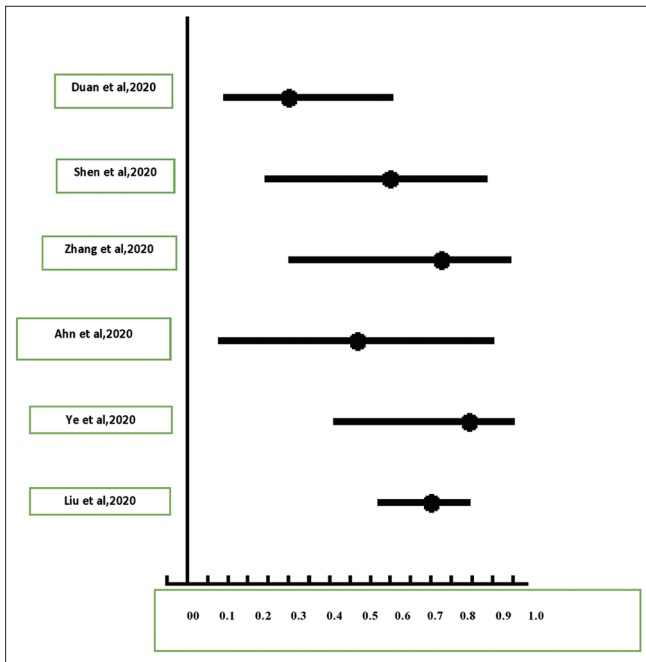 Duan et al,2020
Shen et al,2020
Zhang et al,2020
Ahn et al,2020
Ye et al,2020
Liu et al,2020
00 0.1 0.2 0.3 0.4 0.5 0.6 0.7 0.8 0.9 1.0